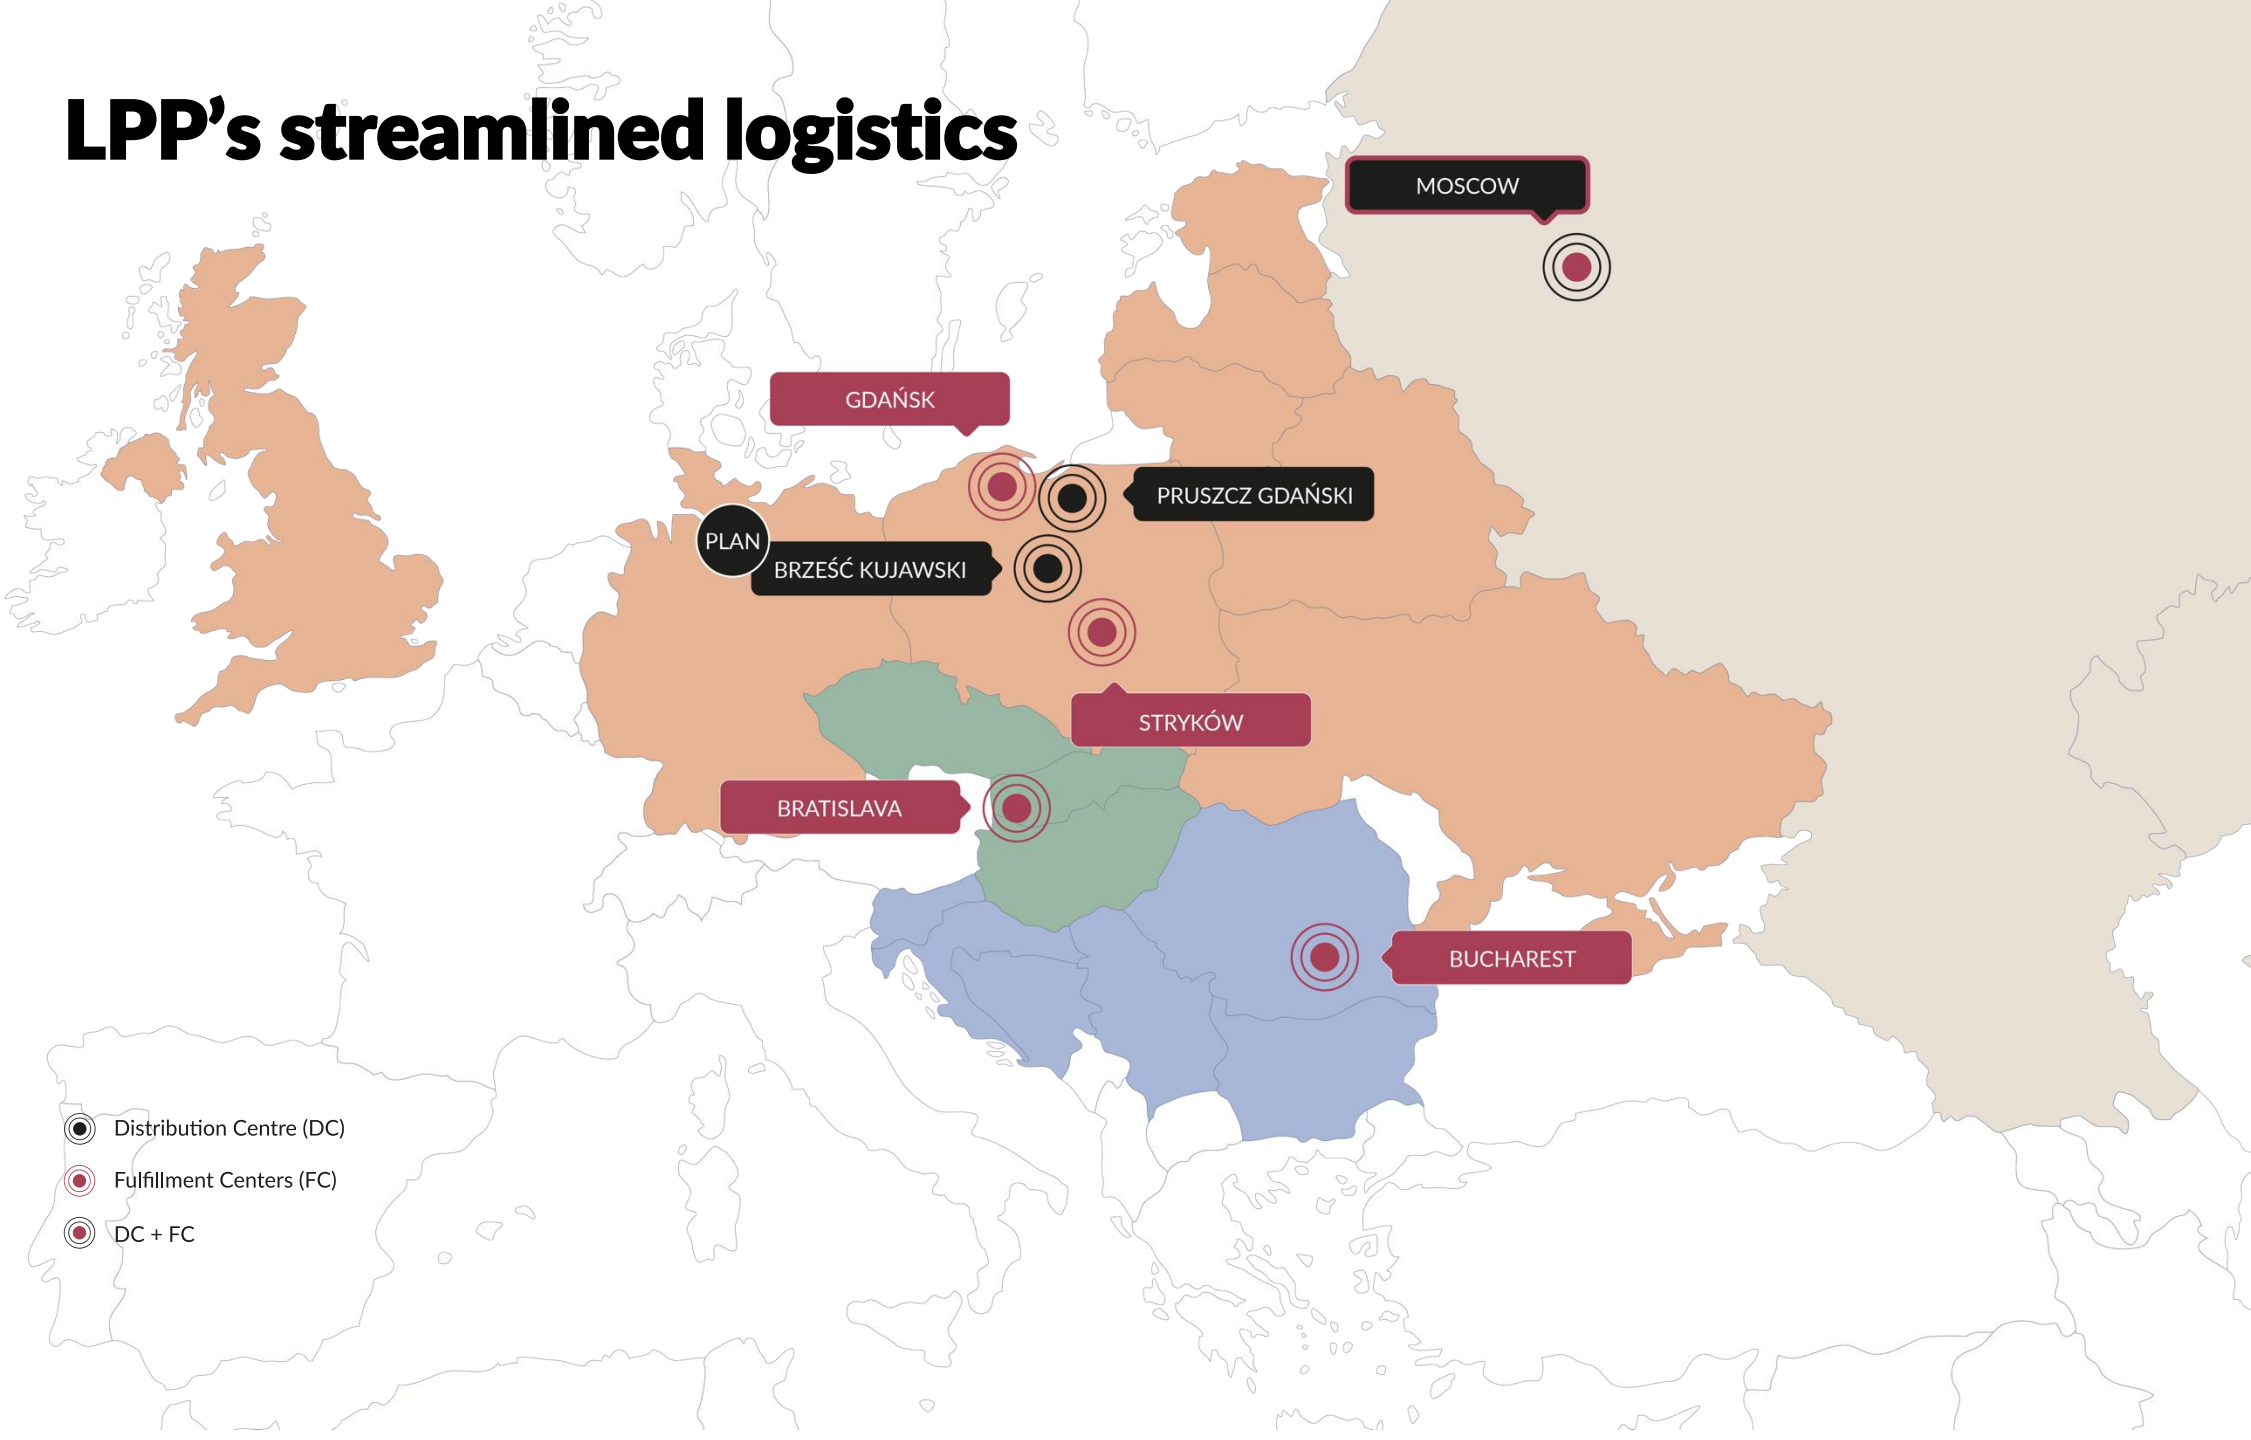 LPP’s streamlined logistics
MOSCOW
GDAŃSK
PRUSZCZ GDAŃSKI
PLAN
BRZEŚĆ KUJAWSKI
STRYKÓW
BRATISLAVA
BUCHAREST
Distribution Centre (DC)
Fulfillment Centers (FC)
DC + FC